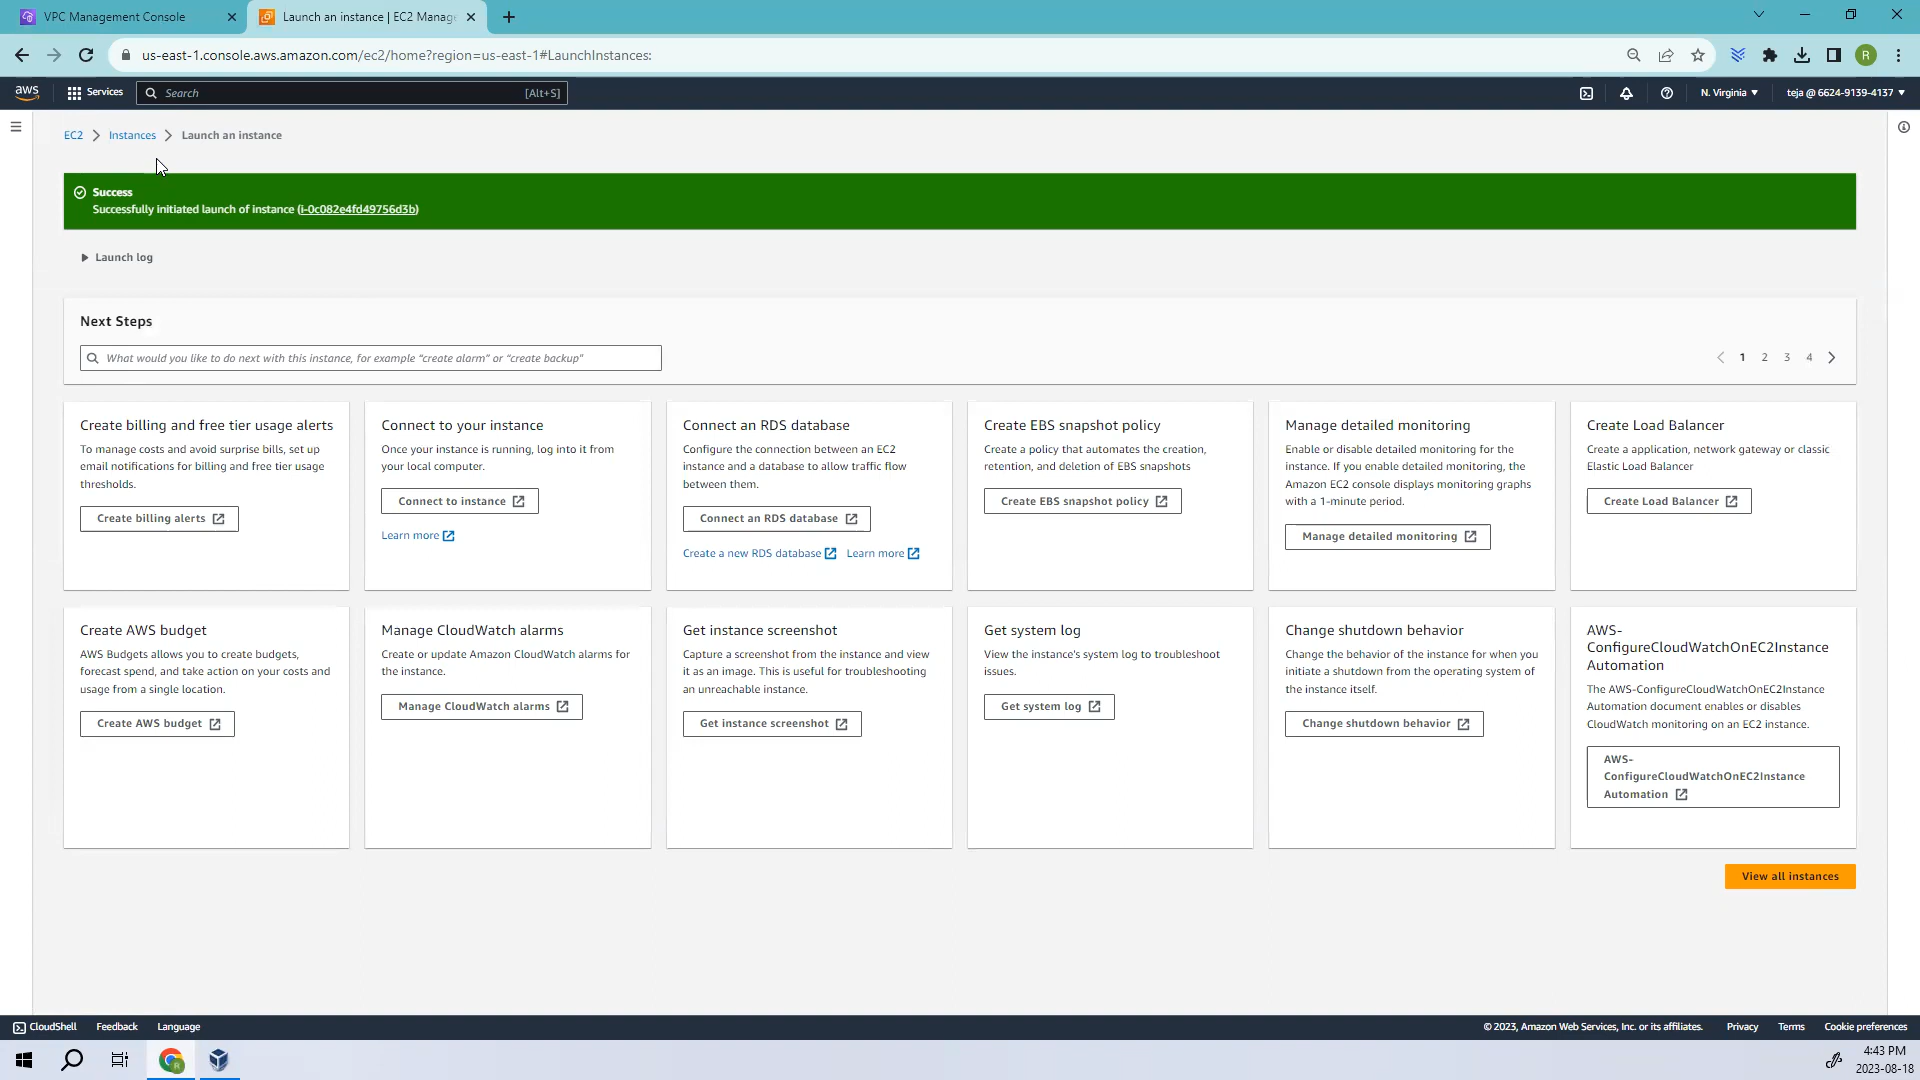 VPC Management Console
Launch an instance | EC2 Manage
us-east-1.console.aws.amazon.com/ec2/home?region=us-east-1#LaunchInstances:
R
aws
Services
Search
[Alt+S]
N. Virginia
teja @ 6624-9139-4137
EC2
Instances
Launch an instance
Success
Successfully initiated launch of instance (i-0c082e4fd49756d3b)
Launch log
Next Steps
What would you like to do next with this instance, for example "create alarm" or "create backup"
1 2 3 4
Create billing and free tier usage alerts
To manage costs and avoid surprise bills, set up
email notifications for billing and free tier usage
thresholds.
Create billing alerts
Connect to your instance
Once your instance is running, log into it from
your local computer.
Connect to instance
Learn more
Connect an RDS database
Configure the connection between an EC2
instance and a database to allow traffic flow
between them.
Connect an RDS database
Create a new RDS database
Learn more
Create EBS snapshot policy
Create a policy that automates the creation,
retention, and deletion of EBS snapshots
Create EBS snapshot policy
Manage detailed monitoring
Enable or disable detailed monitoring for the
instance. If you enable detailed monitoring, the
Amazon EC2 console displays monitoring graphs
with a 1-minute period.
Manage detailed monitoring
Create Load Balancer
Create a application, network gateway or classic
Elastic Load Balancer
Create Load Balancer
Create AWS budget
AWS Budgets allows you to create budgets,
forecast spend, and take action on your costs and
usage from a single location.
Create AWS budget
Manage CloudWatch alarms
Create or update Amazon CloudWatch alarms for
the instance.
Manage CloudWatch alarms
Get instance screenshot
Capture a screenshot from the instance and view
it as an image. This is useful for troubleshooting
an unreachable instance.
Get instance screenshot
Get system log
View the instance's system log to troubleshoot
issues.
Get system log
Change shutdown behavior
Change the behavior of the instance for when you
initiate a shutdown from the operating system of
the instance itself.
Change shutdown behavior
AWS-
ConfigureCloudWatchOnEC2Instance
Automation
The AWS-ConfigureCloudWatchOnEC2Instance
Automation document enables or disables
CloudWatch monitoring on an EC2 instance.
AWS-
ConfigureCloudWatchOnEC2Instance
Automation
View all instances
CloudShell
Feedback
Language
© 2023, Amazon Web Services, Inc. or its affiliates.
Privacy
Terms
Cookie preferences
R
4:43 PM
2023-08-18